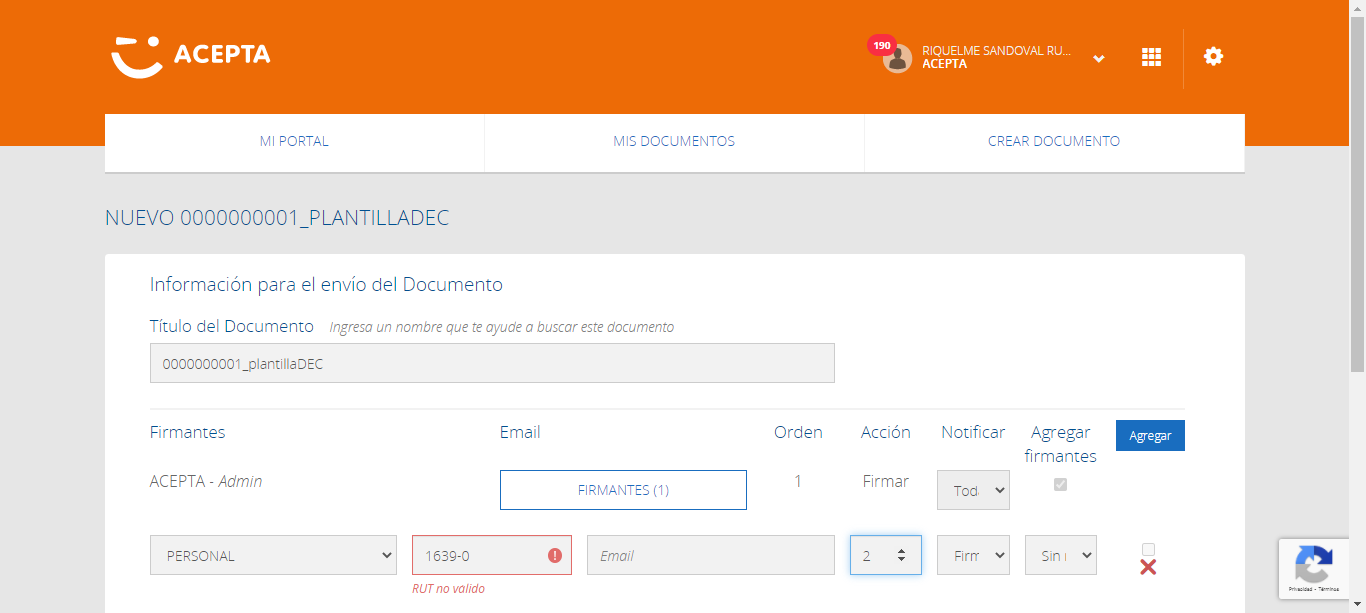 ACEPTA
190
RIQUELME SANDOVAL RU...
ACEPTA
MI PORTAL
MIS DOCUMENTOS
CREAR DOCUMENTO
NUEVO 0000000001_PLANTILLADEC
Información para el envío del Documento
Título del Documento Ingresa un nombre que te ayude a buscar este documento
0000000001_plantillaDEC
Firmantes Email Orden Acción Notificar Agregar firmantes Agregar
ACEPTA - Admin FIRMANTES (1) 1 Firmar Tod
PERSONAL 1639-0 Email 2 Firm Sin
RUT no valido
Privacidad - Términos